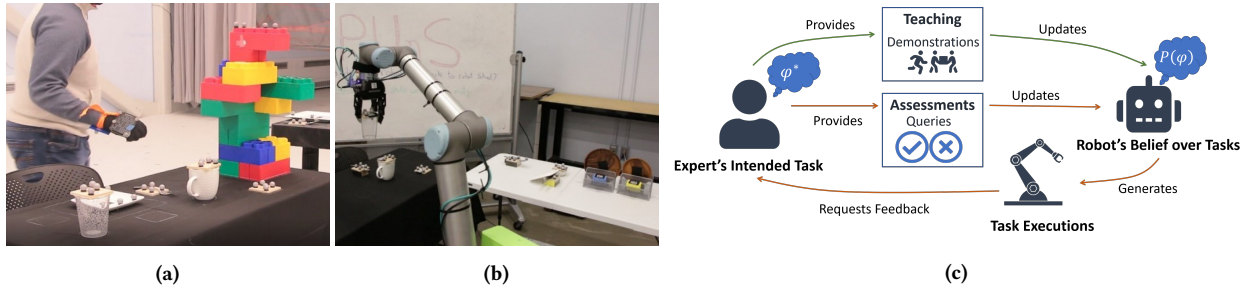 Provides
Teaching
Demonstrations
Updates
φ*
P(φ)
Provides
Assessments
Queries
Updates
Expert's Intended Task
Robot's Belief over Tasks
Generates
Requests Feedback
Task Executions
(a)
(b)
(c)